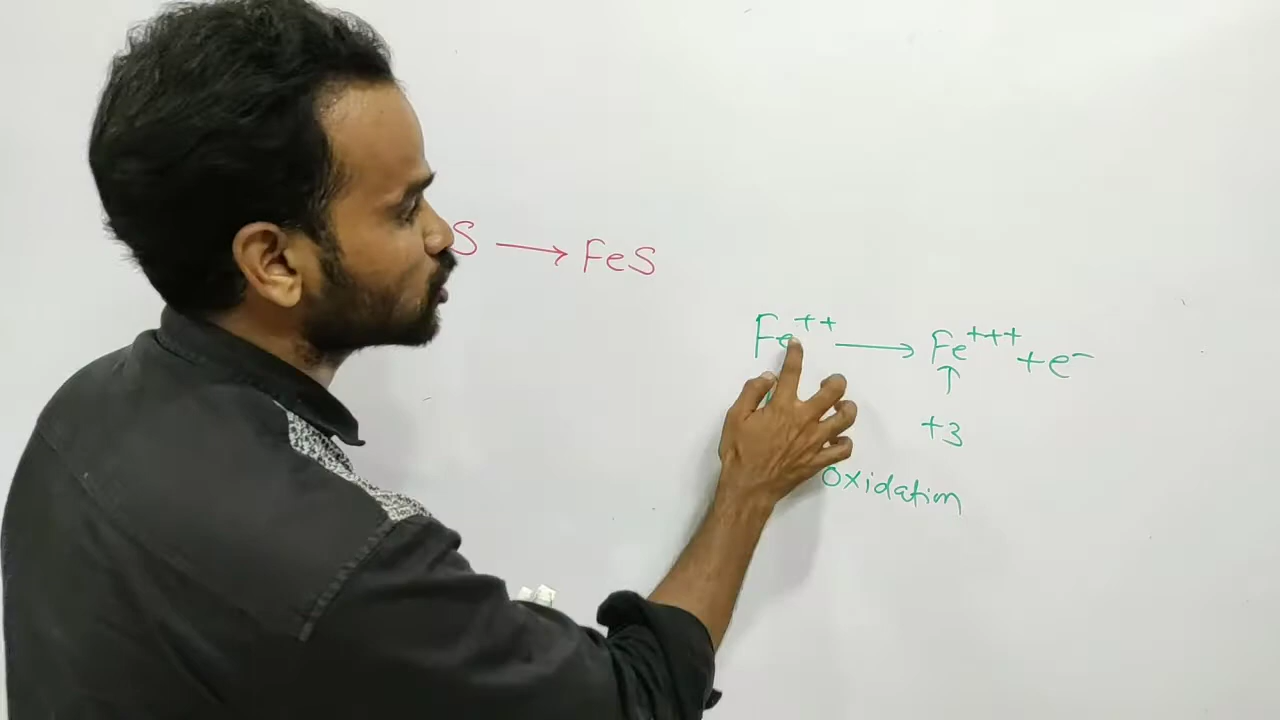 S → FeS
Fe⁺⁺ → Fe⁺⁺⁺ + e⁻
↑
+3
oxidation